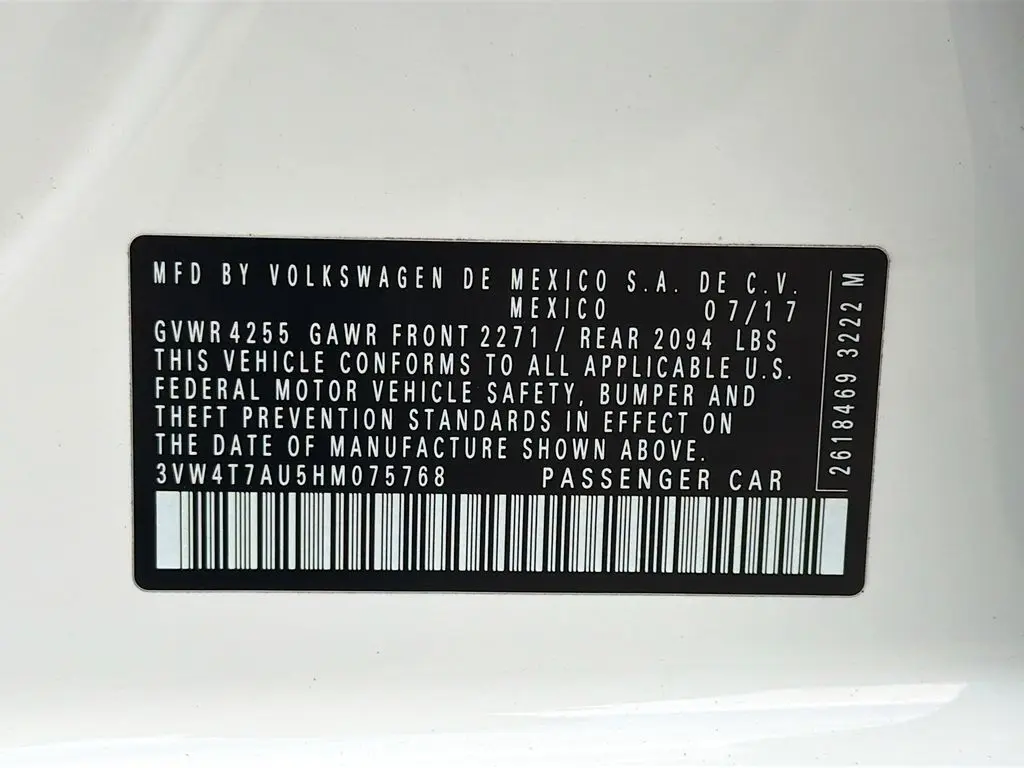 MFD BY VOLKSWAGEN DE MEXICO S.A. DE C.V.
MEXICO 07/17
GVWR 4255 GAWR FRONT 2271 / REAR 2094 LBS
THIS VEHICLE CONFORMS TO ALL APPLICABLE U.S.
FEDERAL MOTOR VEHICLE SAFETY, BUMPER AND
THEFT PREVENTION STANDARDS IN EFFECT ON
THE DATE OF MANUFACTURE SHOWN ABOVE.
3VW4T7AU5HM075768 PASSENGER CAR
2618469 3222 M